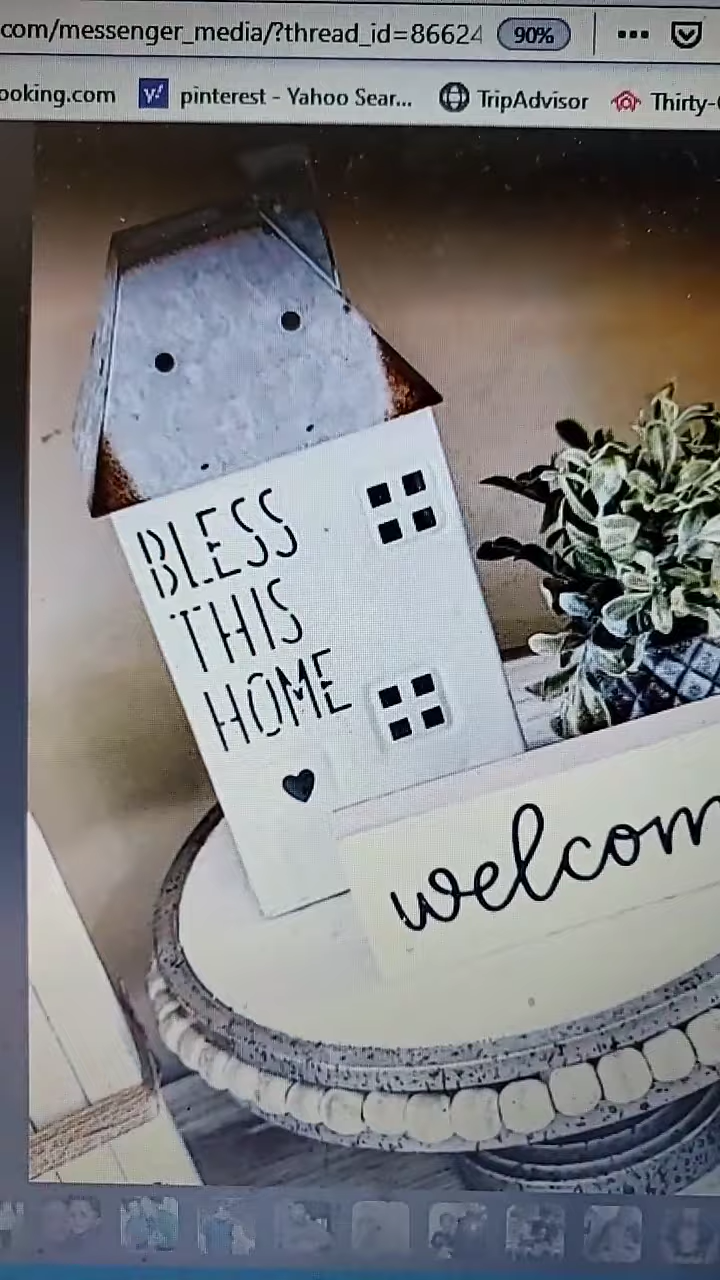 com/messenger_media/?thread_id=86624
90%
ooking.com
y! pinterest - Yahoo Sear...
TripAdvisor
Thirty-
BLESS
THIS
HOME
welcom